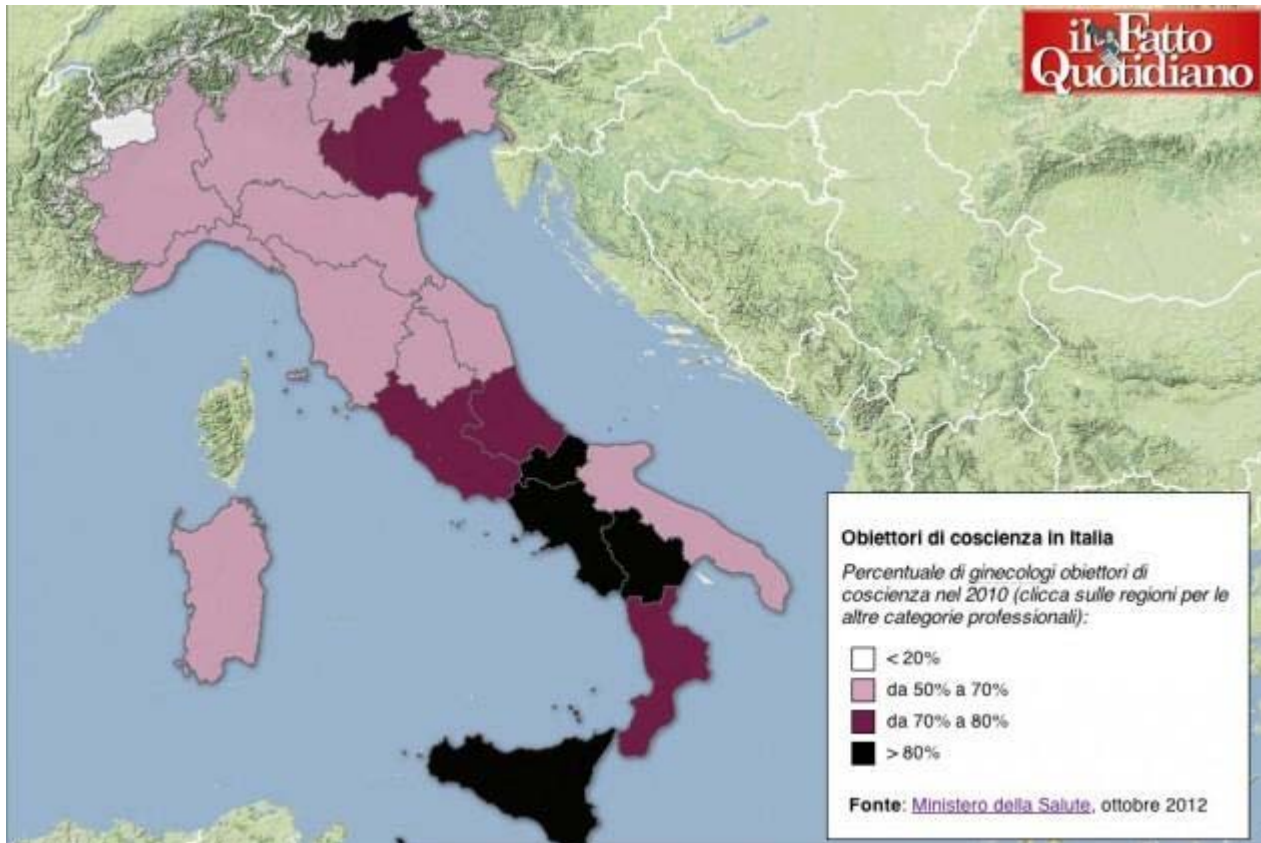 il Fatto
Quotidiano
Obiettori di coscienza in Italia
Percentuale di ginecologi obiettori di
coscienza nel 2010 (clicca sulle regioni per le
altre categorie professionali):
< 20%
da 50% a 70%
da 70% a 80%
> 80%
Fonte: Ministero della Salute, ottobre 2012